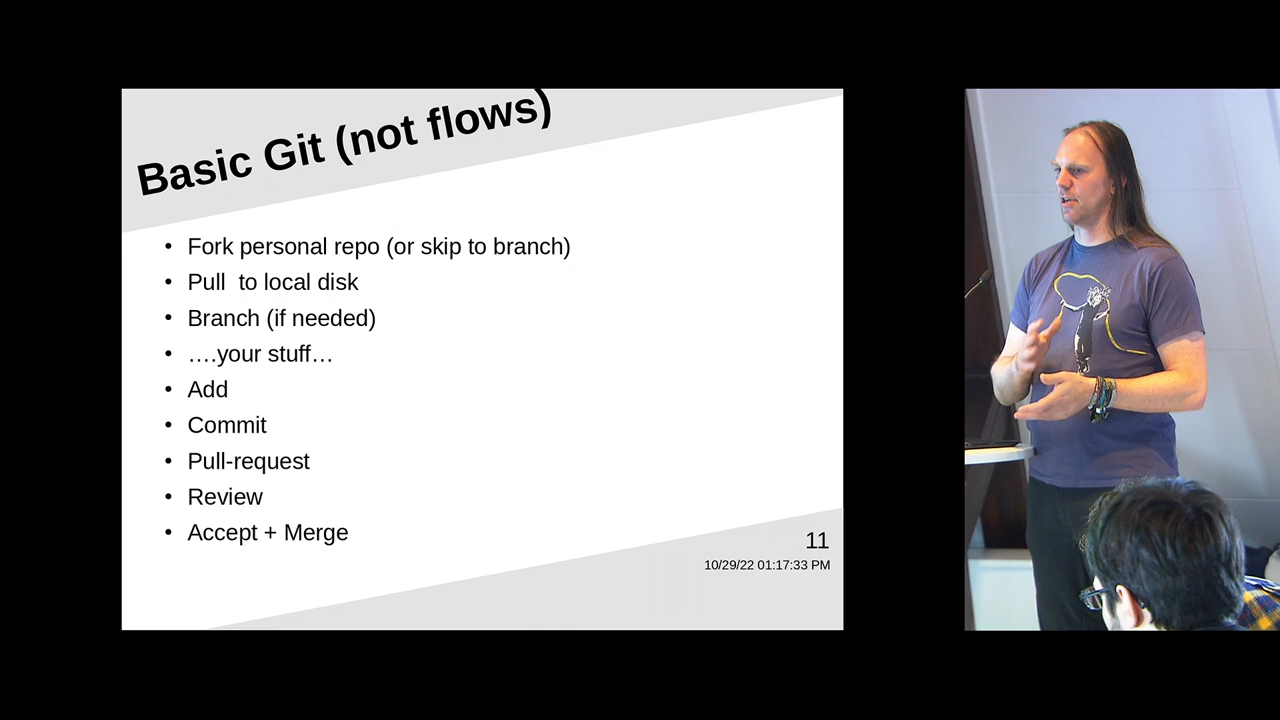 Basic Git (not flows)
• Fork personal repo (or skip to branch)
• Pull  to local disk
• Branch (if needed)
• ….your stuff…
• Add
• Commit
• Pull-request
• Review
• Accept + Merge
11
10/29/22 01:17:33 PM